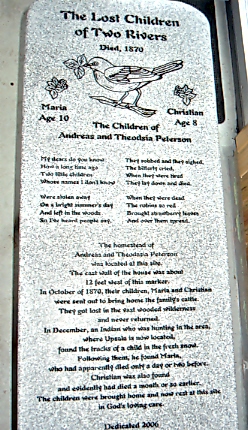 The Lost Children
of Two Rivers
Died, 1870
Maria
Age 10
Christian
Age 8
The Children of
Andreas and Theodsia Peterson
My dears do you know
How a long time ago
Two little children
Whose names I don't know
Were stolen away
On a bright summer's day
And left in the woods
So I've heard people say.
They sobbed and they sighed,
The bitterly cried,
When they were tired
They lay down and died.
When they were dead
The robins so red
Brought strawberry leaves
And over them spread.
The homestead of
Andreas and Theodsia Peterson
was located at this site.
The east wall of the house was about
12 feet west of this marker.
In October of 1870, their children, Maria and Christian
were sent out to bring home the family's cattle.
They got lost in the vast wooded wilderness
and never returned.
In December, an Indian who was hunting in the area,
where Upsala is now located,
found the tracks of a child in the fresh snow.
Following them, he found Maria,
who had apparently died only a day or two before.
Christian was also found
and evidently had died a month or so earlier.
The children were brought home and now rest at this site
in God's loving care.
Dedicated 2006